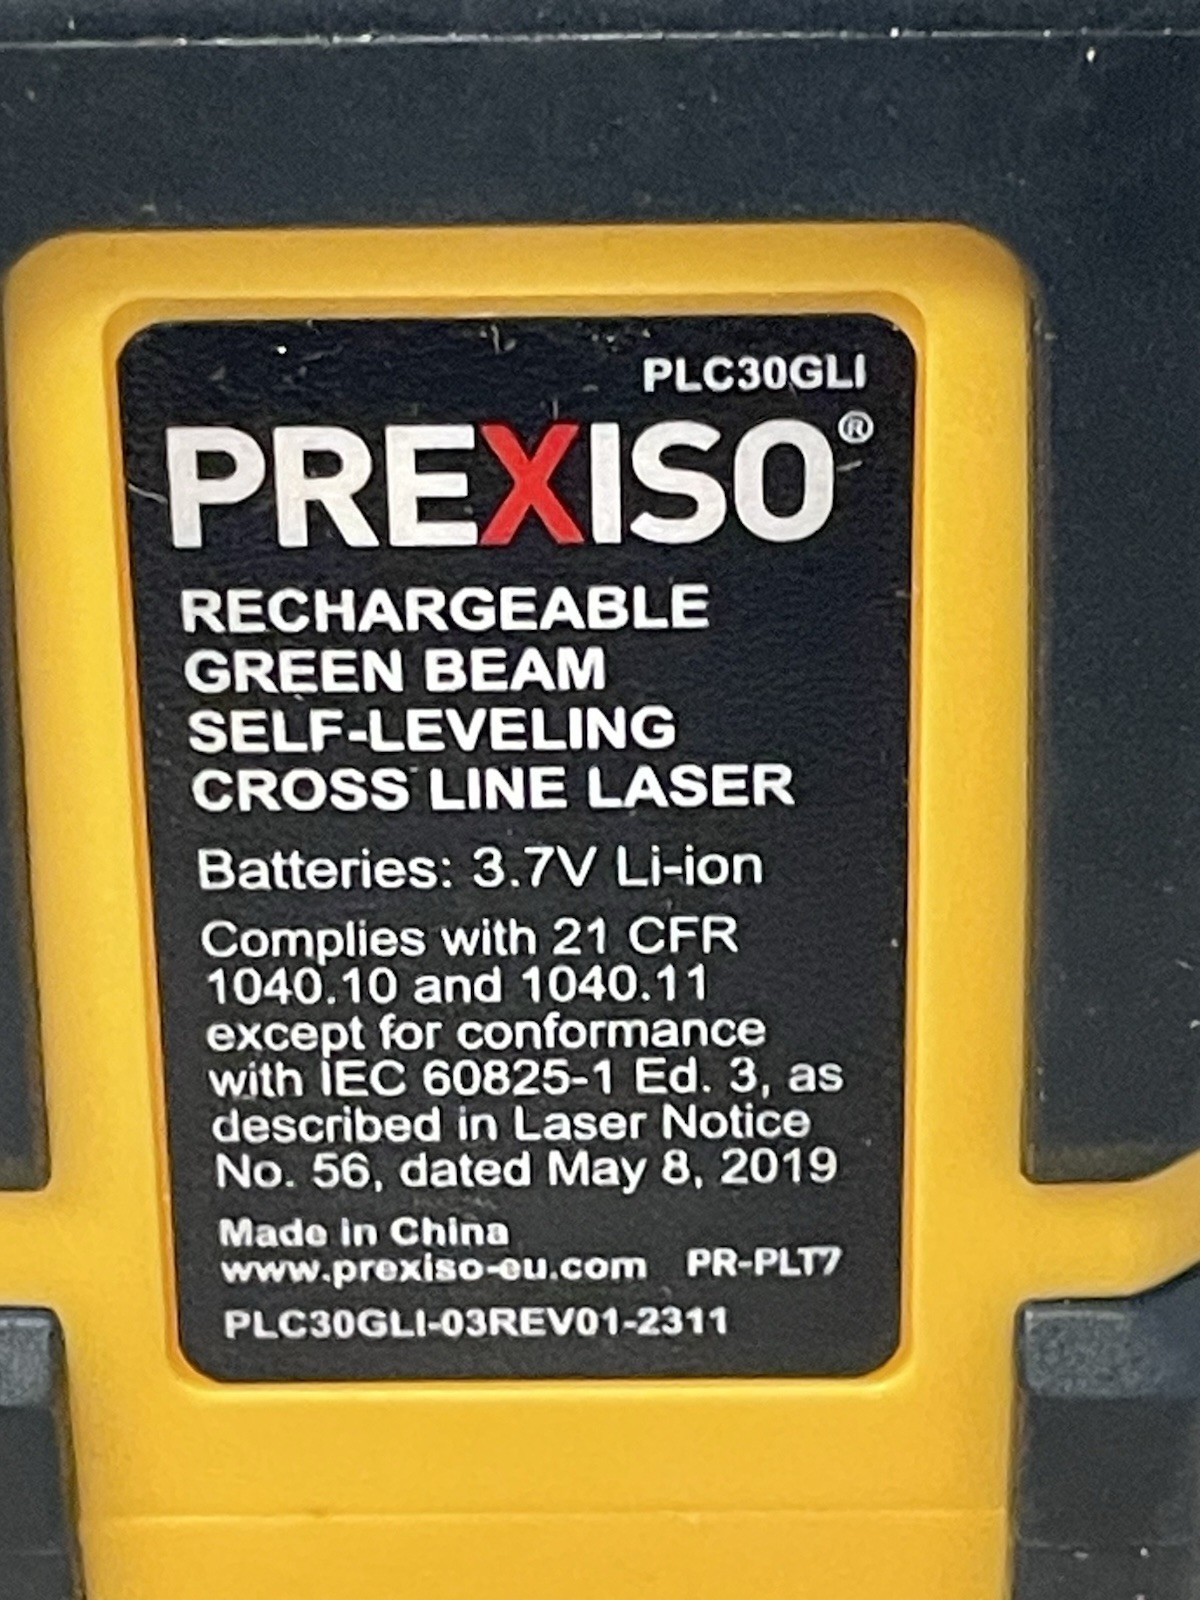 PLC30GLI
PREXISO®
RECHARGEABLE
GREEN BEAM
SELF-LEVELING
CROSS LINE LASER
Batteries: 3.7V Li-ion
Complies with 21 CFR
1040.10 and 1040.11
except for conformance
with IEC 60825-1 Ed. 3, as
described in Laser Notice
No. 56, dated May 8, 2019
Made in China
www.prexiso-eu.com PR-PLT7
PLC30GLI-03REV01-2311